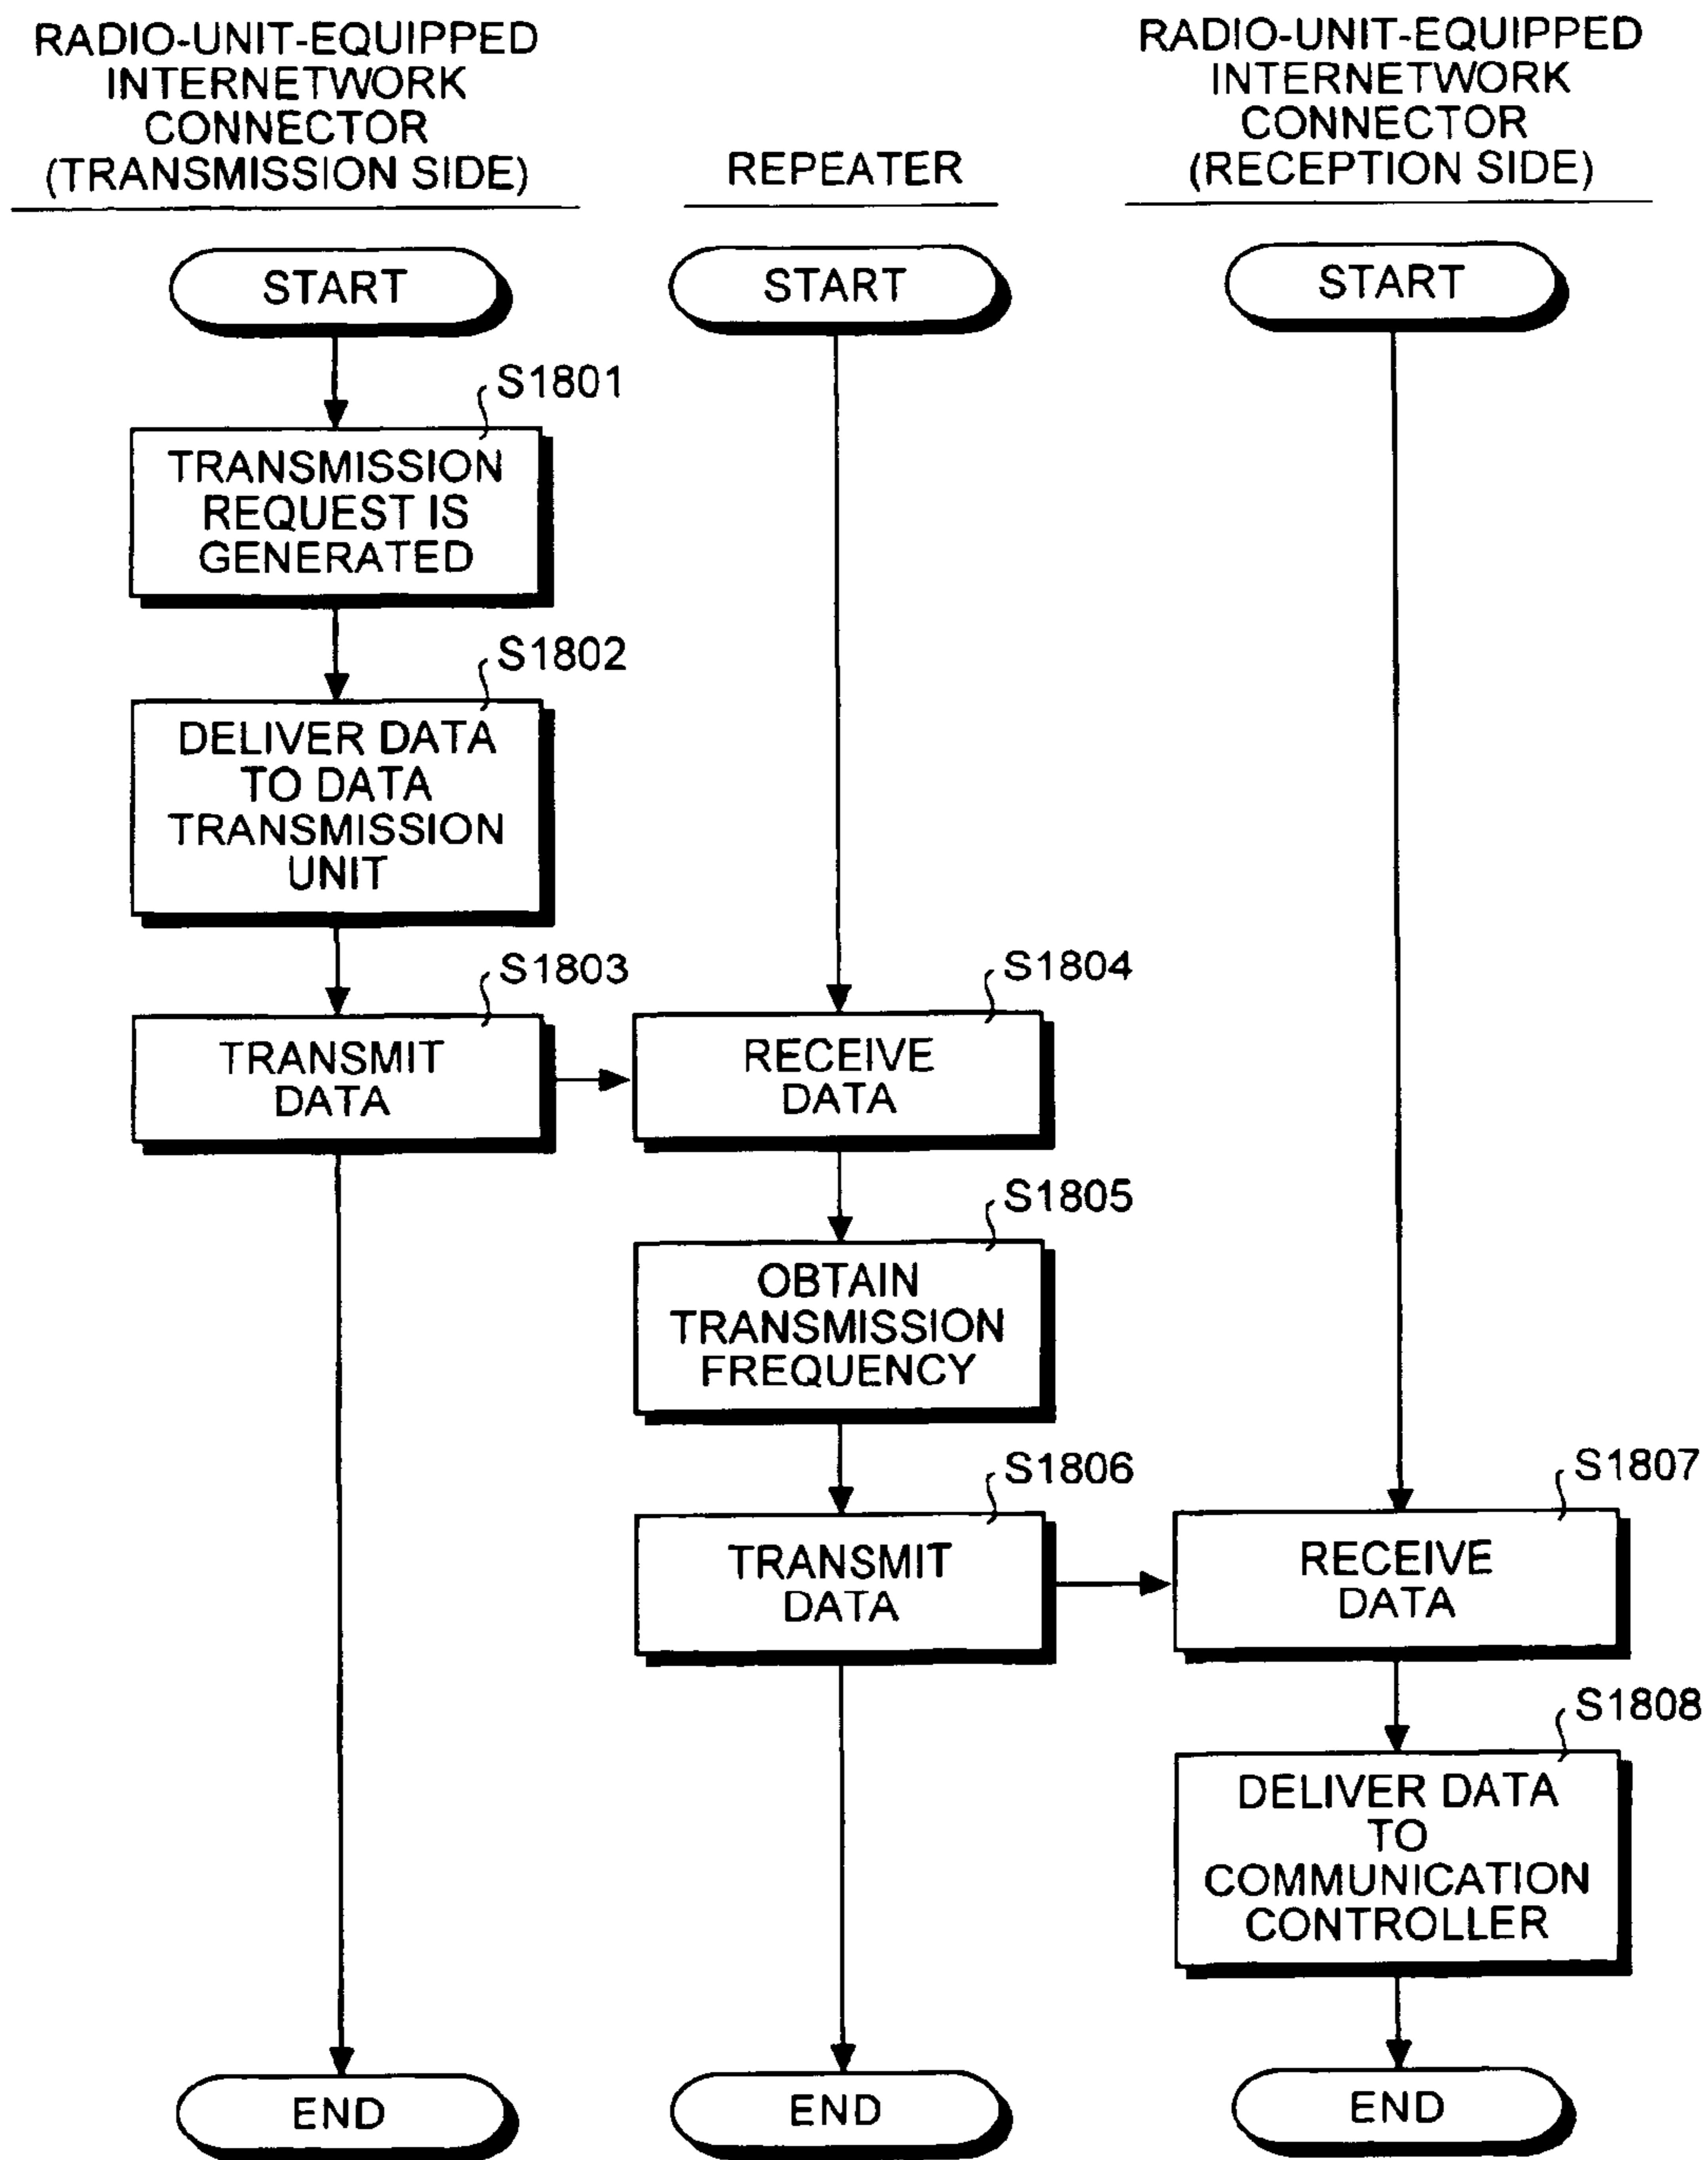 RADIO-UNIT-EQUIPPED
INTERNETWORK
CONNECTOR
(TRANSMISSION SIDE)
REPEATER
RADIO-UNIT-EQUIPPED
INTERNETWORK
CONNECTOR
(RECEPTION SIDE)
START
START
START
S1801
TRANSMISSION
REQUEST IS
GENERATED
S1802
DELIVER DATA
TO DATA
TRANSMISSION
UNIT
S1803
TRANSMIT
DATA
S1804
RECEIVE
DATA
S1805
OBTAIN
TRANSMISSION
FREQUENCY
S1806
TRANSMIT
DATA
S1807
RECEIVE
DATA
S1808
DELIVER DATA
TO
COMMUNICATION
CONTROLLER
END
END
END